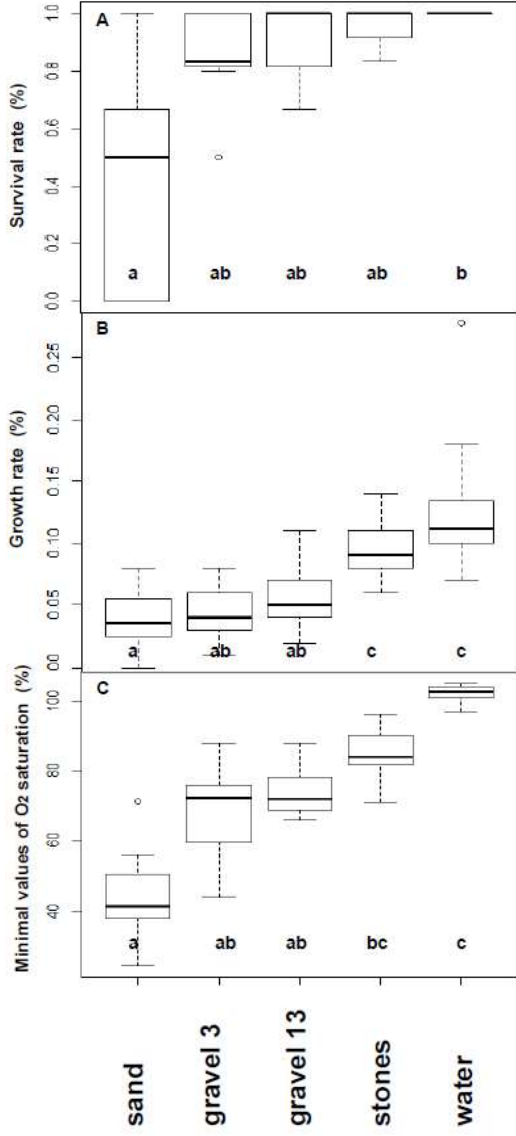 A
Survival rate (%)
1.0
0.8
0.6
0.4
0.2
0.0
a ab ab ab b
B
Growth rate (%)
0.25
0.20
0.15
0.10
0.05
0.00
a ab ab c c
C
Minimal values of O2 saturation (%)
100
80
60
40
a ab ab bc c
sand
gravel 3
gravel 13
stones
water